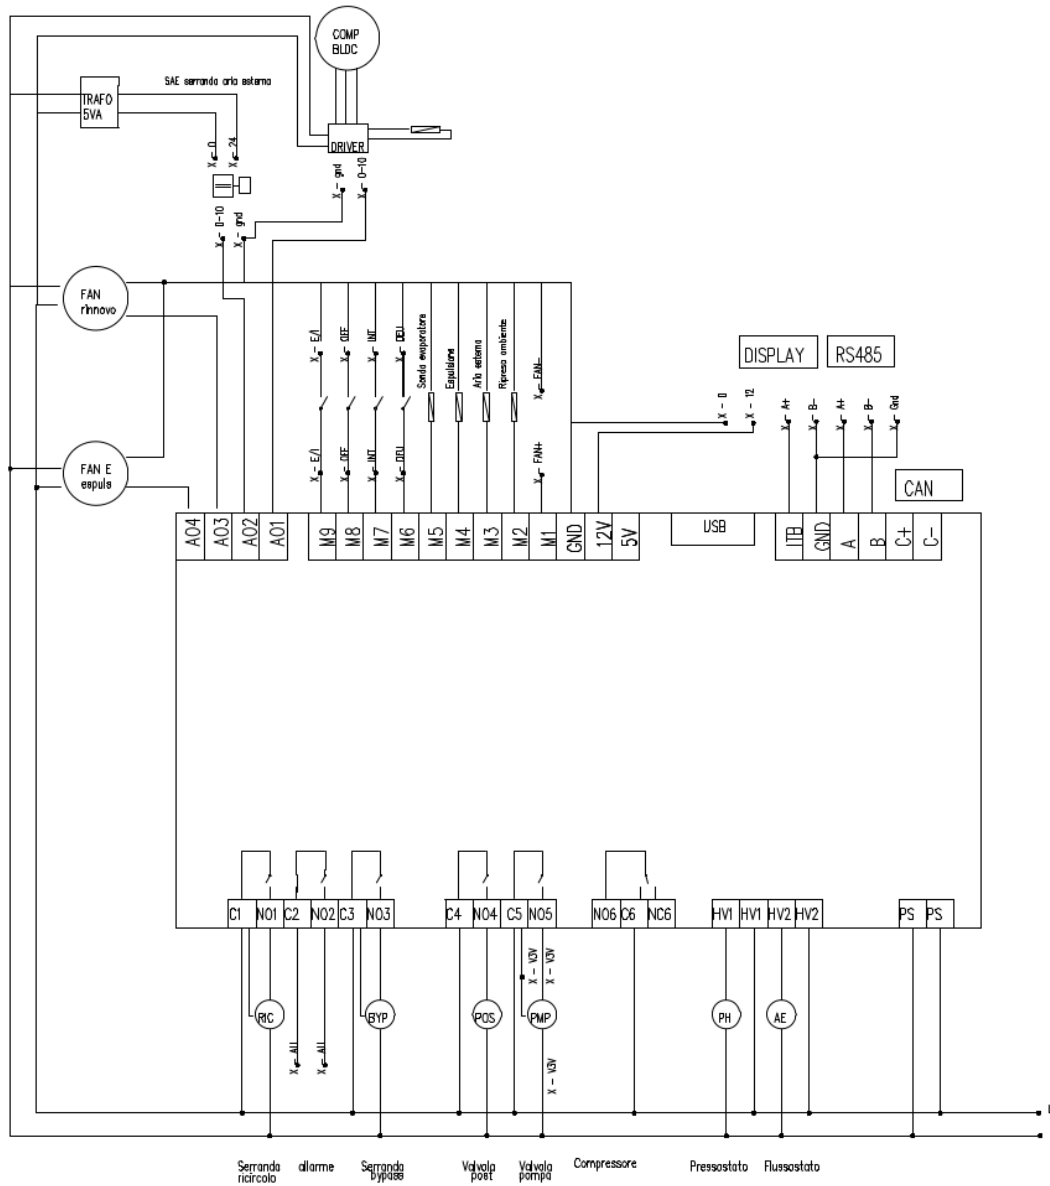 COMP
BLDC
SAE serranda aria esterna
TRAFO
5VA
DRIVER
X - 0
X - 24
X - gnd
X - 0-10
X - 0-10
X - gnd
FAN
rinnovo
X - E/I
X - OFF
X - INT
X - DEU
Sonda evaporatore
Espulsione
Aria esterna
Ripresa ambiente
X - FAN-
DISPLAY
RS485
X - 0
X - 12
X - A+
X - B-
X - A+
X - B-
X - Gnd
FAN E
espuls
X - E/I
X - OFF
X - INT
X - DEU
X - FAN+
CAN
AO4
AO3
AO2
AO1
M9
M8
M7
M6
M5
M4
M3
M2
M1
GND
12V
5V
USB
ITB
GND
A
B
C+
C-
C1
NO1
C2
NO2
C3
NO3
C4
NO4
C5
NO5
NO6
C6
NC6
HV1
HV1
HV2
HV2
PS
PS
X - V3V
X - V3V
RIC
BYP
POS
PMP
PH
AE
X - AU
X - AU
X - V3V
Serranda
ricircolo
allarme
Serranda
bypass
Valvola
post
Valvola
pompa
Compressore
Pressostato
Flussostato